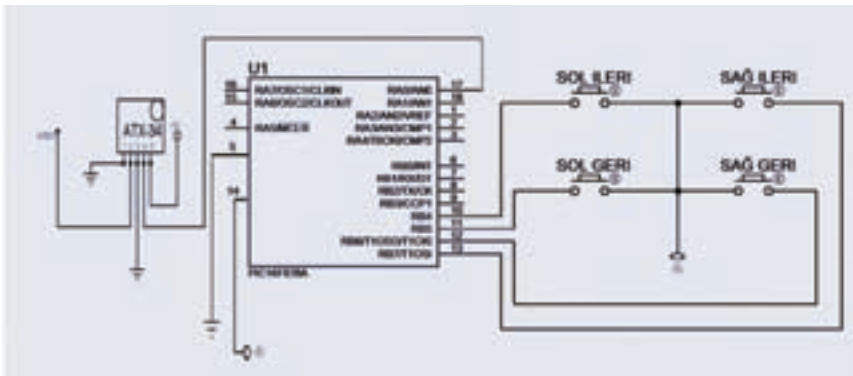 U1
ATX-34
16 RA7/OSC1/CLKIN
15 RA6/OSC2/CLKOUT
4 RA5/MCLR
5
14
RA0/AN0 17
RA1/AN1 18
RA2/AN2/VREF 1
RA3/AN3/CMP1 2
RA4/T0CKI/CMP2 3
RB0/INT 6
RB1/RX/DT 7
RB2/TX/CK 8
RB3/CCP1 9
RB4 10
RB5 11
RB6/T1OSO/T1CKI 12
RB7/T1OSI 13
PIC16F628A
SOL ILERI
SAĞ ILERI
SOL GERI
SAĞ GERI